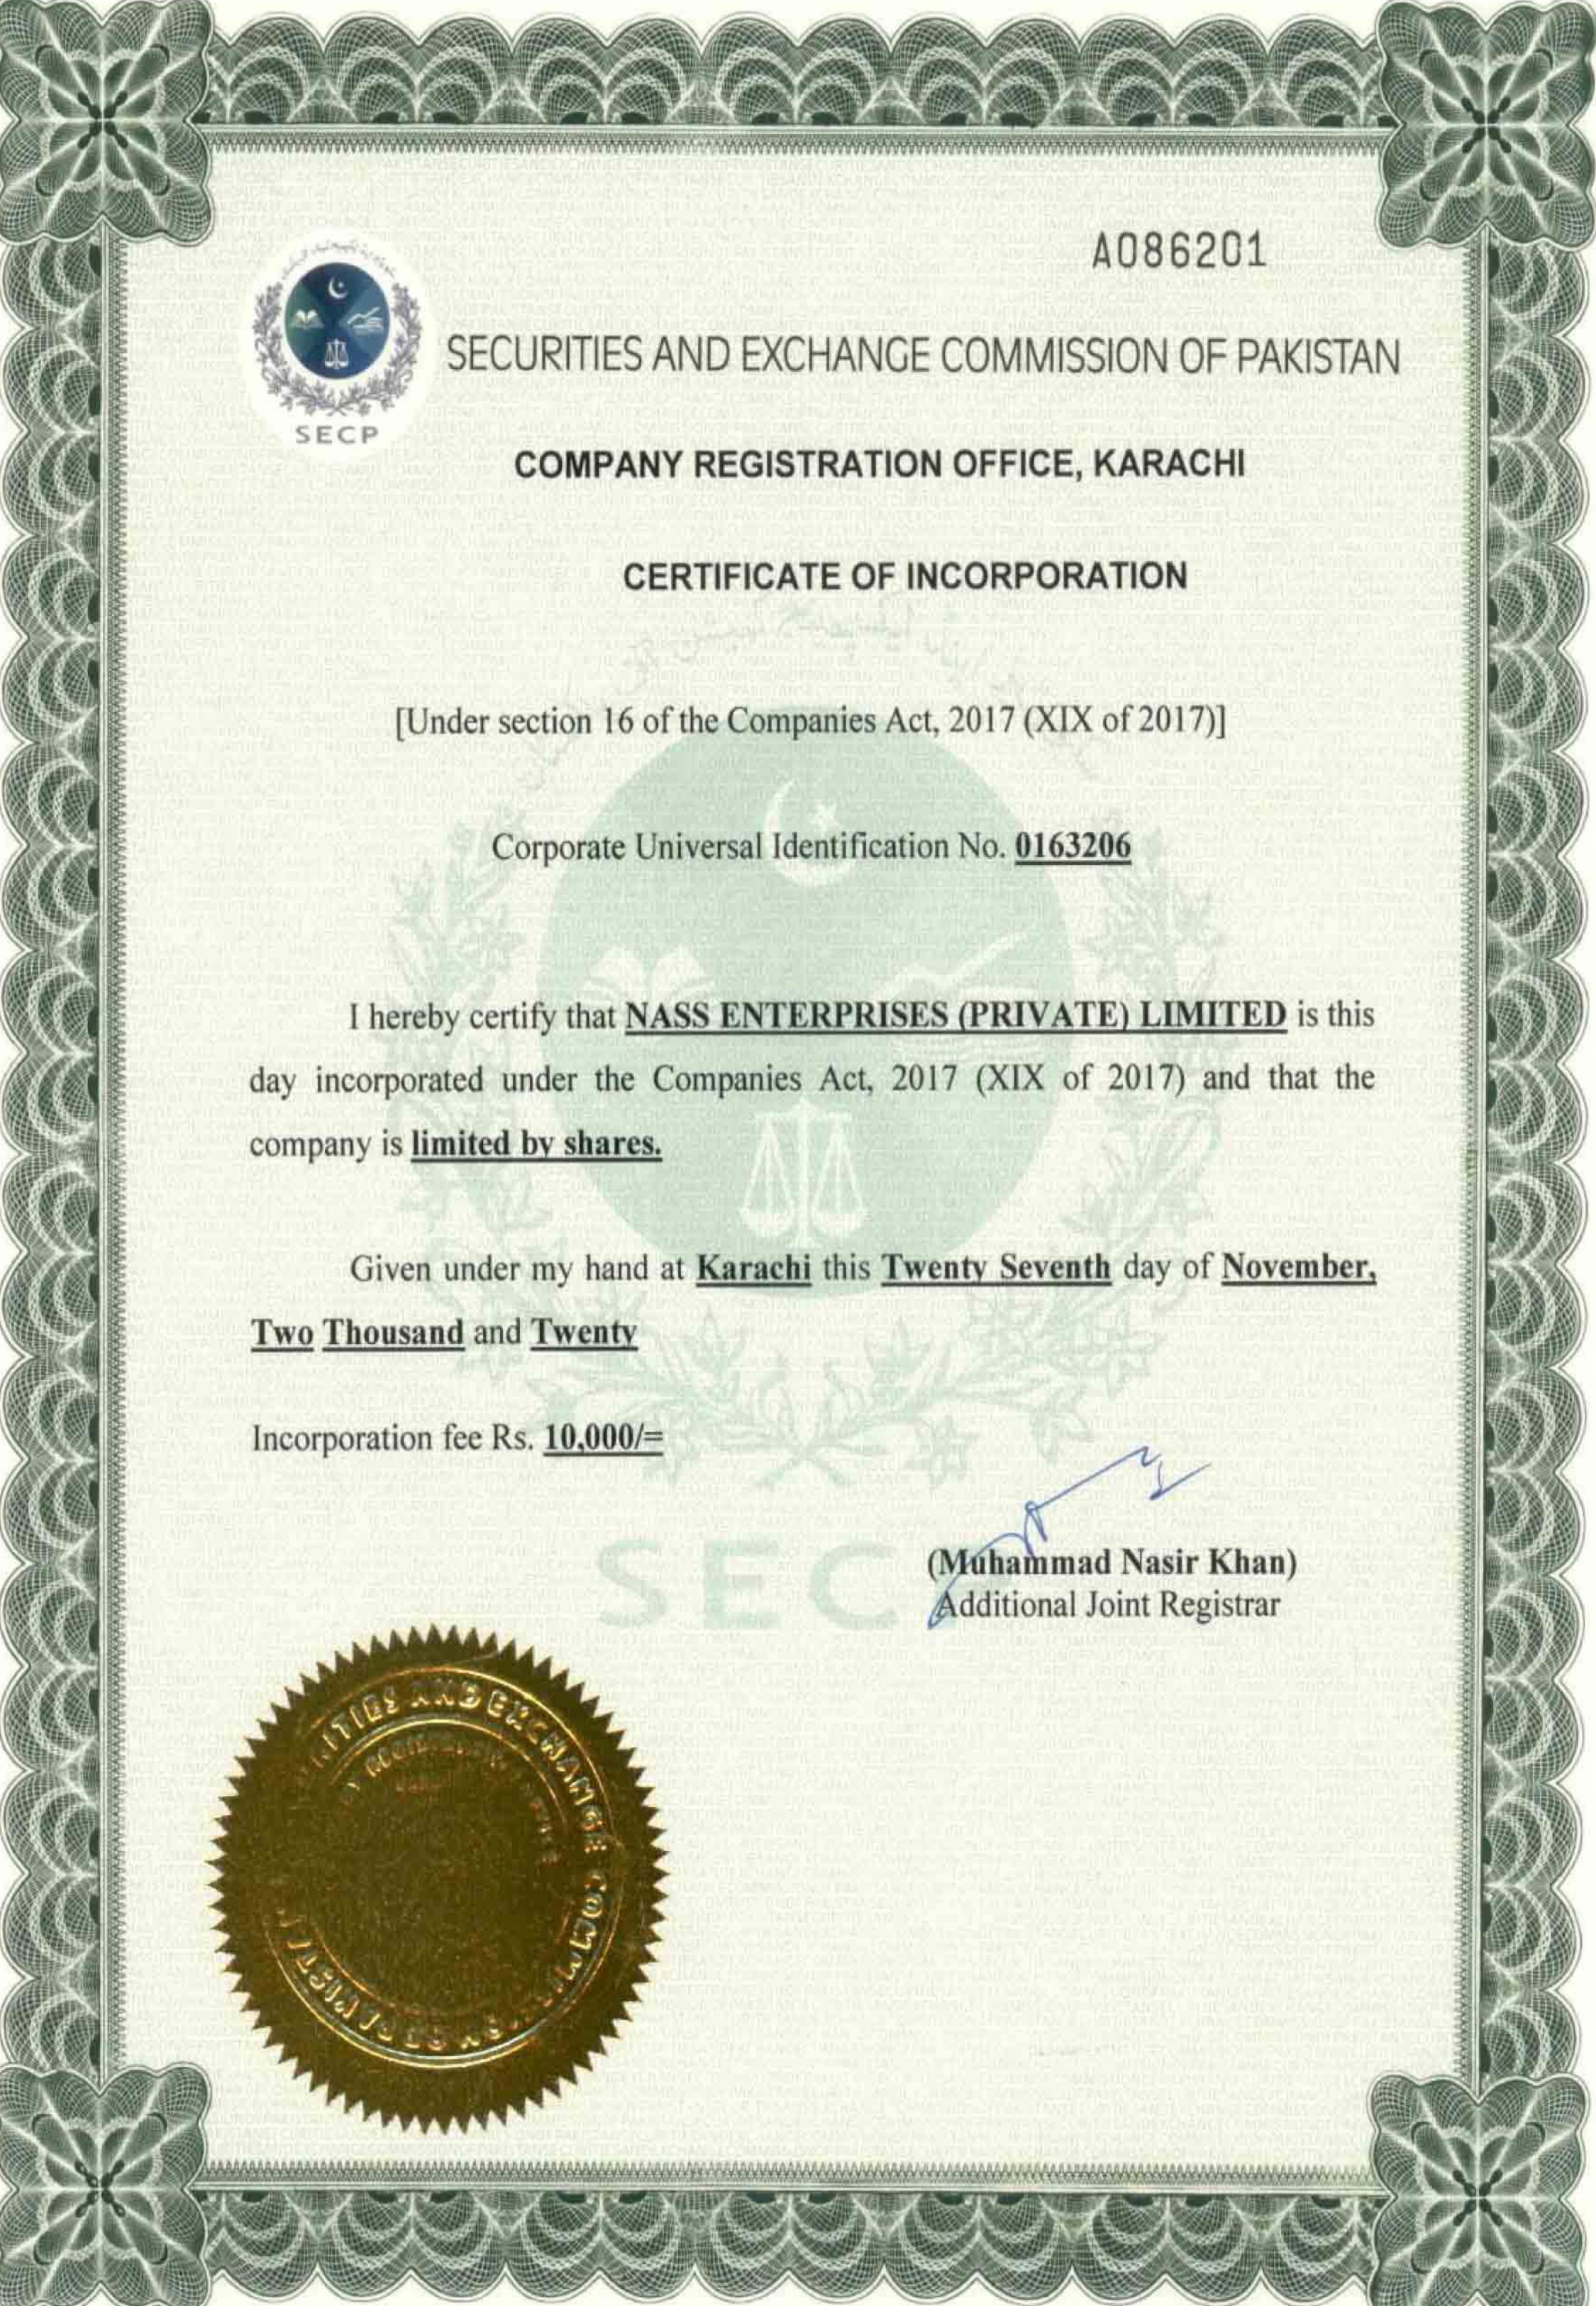 A086201
SECP
SECURITIES AND EXCHANGE COMMISSION OF PAKISTAN
COMPANY REGISTRATION OFFICE, KARACHI
CERTIFICATE OF INCORPORATION
[Under section 16 of the Companies Act, 2017 (XIX of 2017)]
Corporate Universal Identification No. 0163206
I hereby certify that NASS ENTERPRISES (PRIVATE) LIMITED is this
day incorporated under the Companies Act, 2017 (XIX of 2017) and that the
company is limited by shares.
Given under my hand at Karachi this Twenty Seventh day of November,
Two Thousand and Twenty
Incorporation fee Rs. 10,000/=
SEC
(Muhammad Nasir Khan)
Additional Joint Registrar
AND EXCHANGE